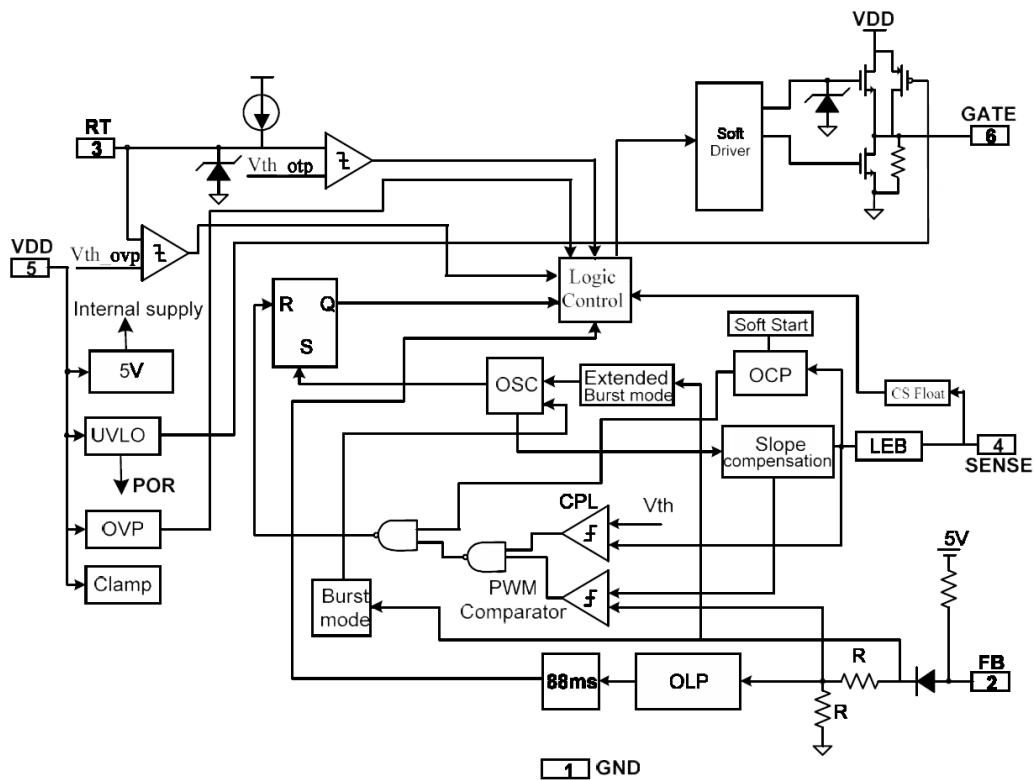 VDD
RT
3
Vth_otp
Soft
Driver
GATE
6
VDD
5
Vth_ovp
Logic
Control
Internal supply
5V
R
Q
S
Soft Start
OSC
Extended
Burst mode
OCP
CS Float
UVLO
POR
Slope
compensation
LEB
4
SENSE
OVP
CPL
Vth
5V
Clamp
Burst
mode
PWM
Comparator
88ms
OLP
R
R
FB
2
1
GND